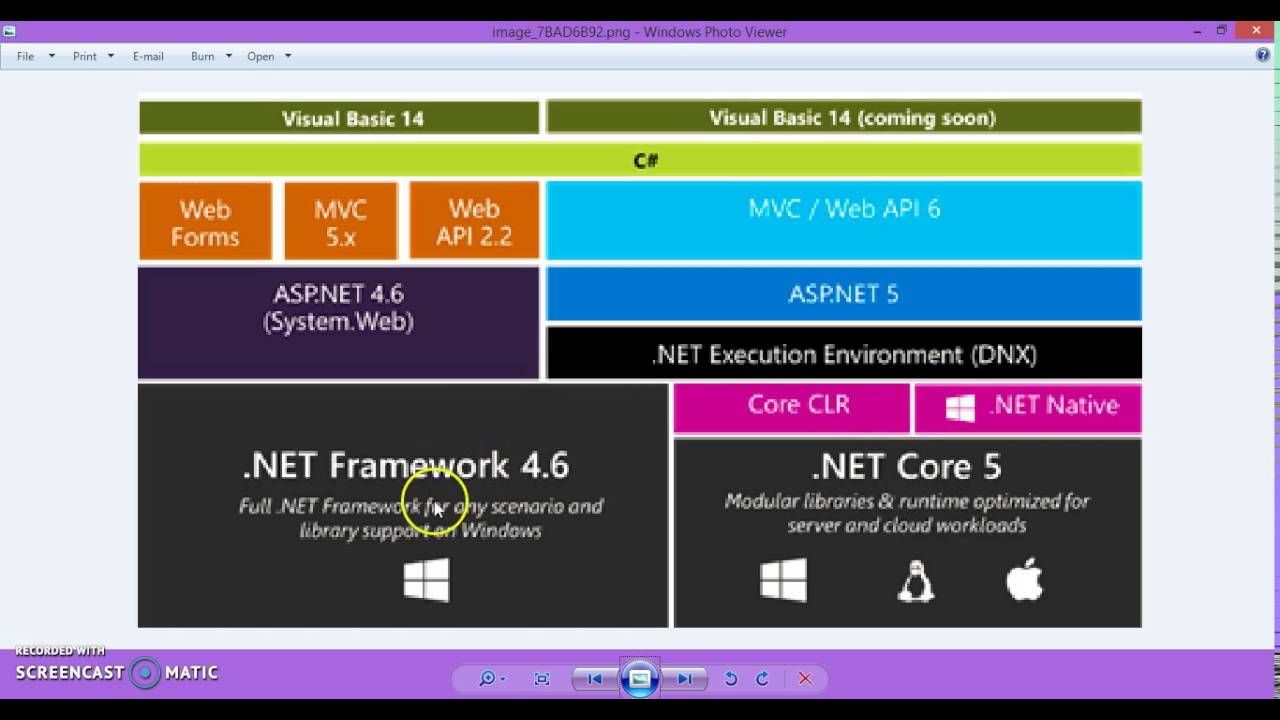 image_7BAD6B92.png - Windows Photo Viewer
File Print E-mail Burn Open
Visual Basic 14
Visual Basic 14 (coming soon)
C#
Web
Forms
MVC
5.x
Web
API 2.2
MVC / Web API 6
ASP.NET 4.6
(System.Web)
ASP.NET 5
.NET Execution Environment (DNX)
Core CLR
.NET Native
.NET Framework 4.6
Full .NET Framework for any scenario and
library support on Windows
.NET Core 5
Modular libraries & runtime optimized for
server and cloud workloads
RECORDED WITH
SCREENCAST MATIC